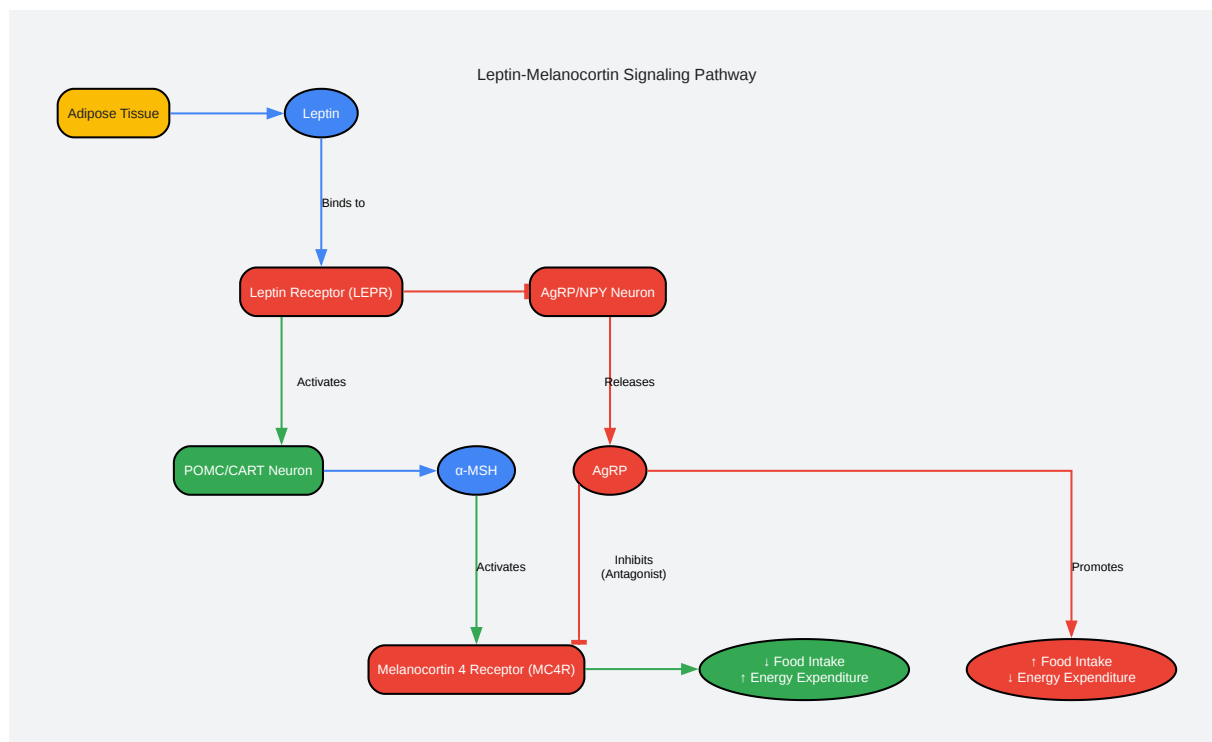 Leptin-Melanocortin Signaling Pathway
Adipose Tissue
Leptin
Binds to
Leptin Receptor (LEPR)
AgRP/NPY Neuron
Activates
Releases
POMC/CART Neuron
α-MSH
AgRP
Activates
Inhibits
(Antagonist)
Promotes
Melanocortin 4 Receptor (MC4R)
↓ Food Intake
↑ Energy Expenditure
↑ Food Intake
↓ Energy Expenditure